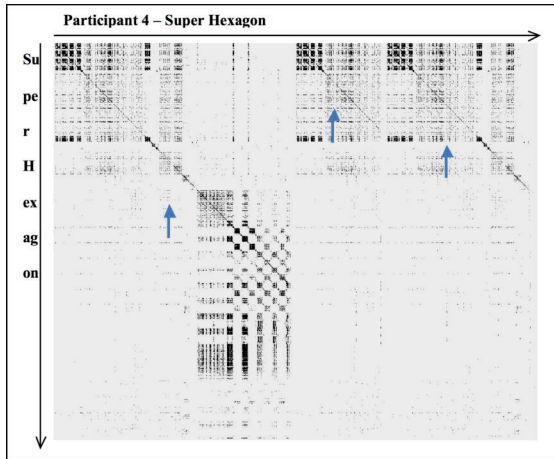 Participant 4 – Super Hexagon
Su
pe
r
H
ex
ag
on